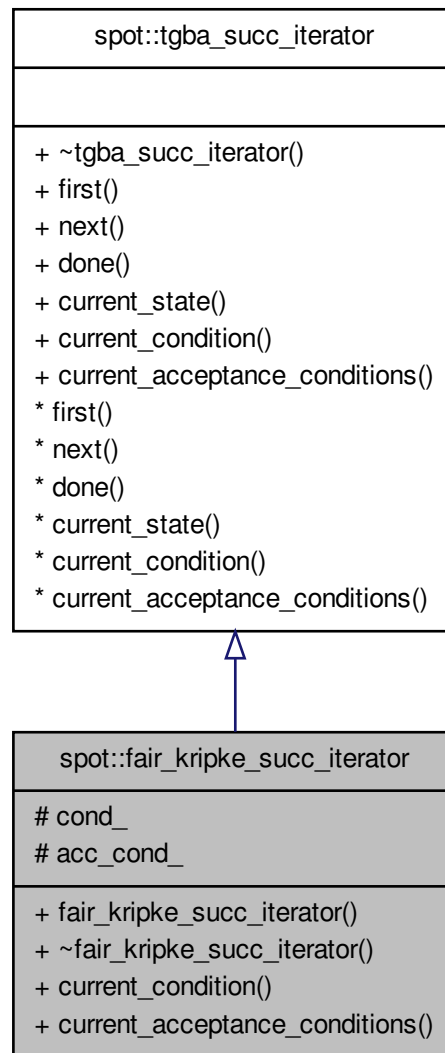 spot::tgba_succ_iterator
+ ~tgba_succ_iterator()
+ first()
+ next()
+ done()
+ current_state()
+ current_condition()
+ current_acceptance_conditions()
* first()
* next()
* done()
* current_state()
* current_condition()
* current_acceptance_conditions()
spot::fair_kripke_succ_iterator
# cond_
# acc_cond_
+ fair_kripke_succ_iterator()
+ ~fair_kripke_succ_iterator()
+ current_condition()
+ current_acceptance_conditions()